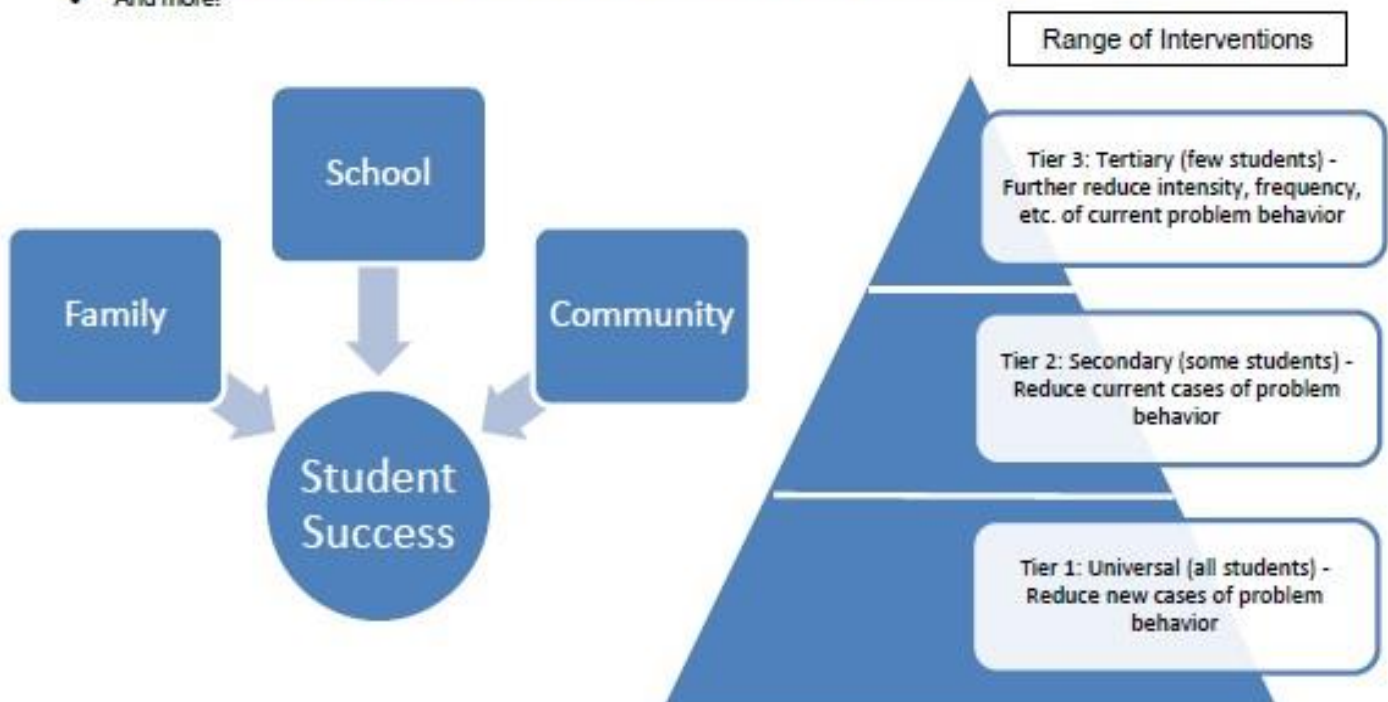 And more!
School
Family
Community
Student
Success
Range of Interventions
Tier 3: Tertiary (few students) -
Further reduce intensity, frequency,
etc. of current problem behavior
Tier 2: Secondary (some students) -
Reduce current cases of problem
behavior
Tier 1: Universal (all students) -
Reduce new cases of problem
behavior